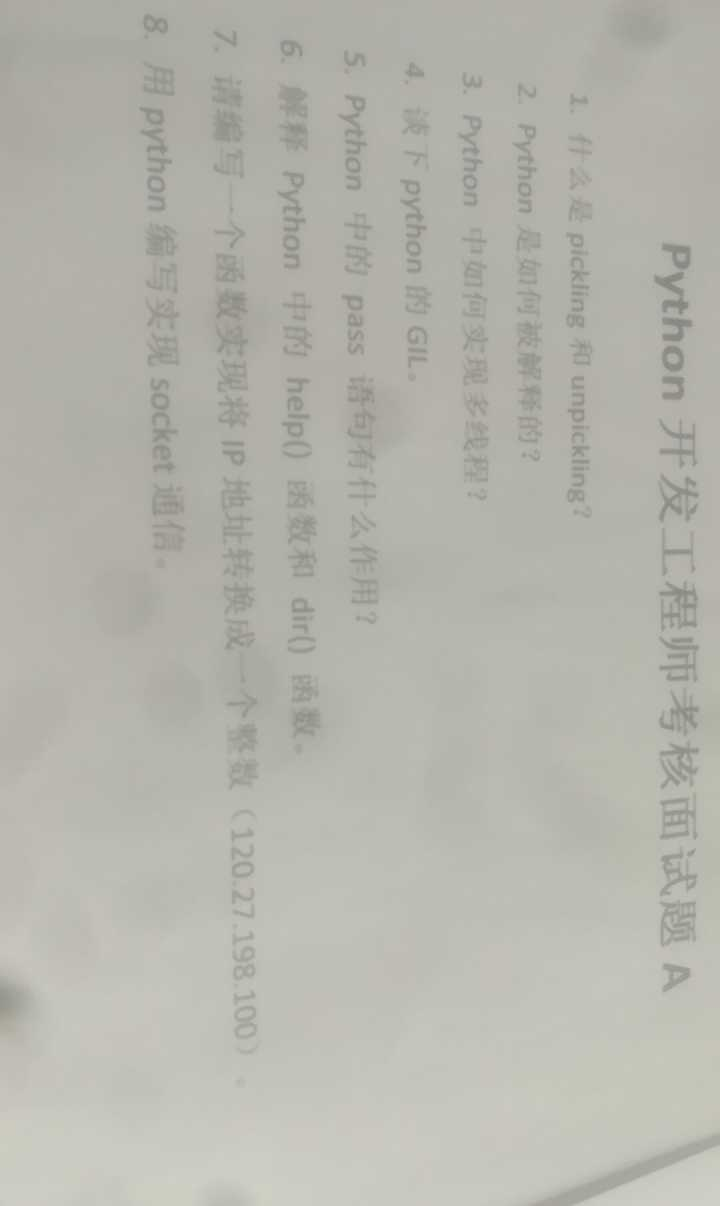 Python 开发工程师考核面试题 A
1. 什么是 pickling 和 unpickling?
2. Python 是如何被解释的?
3. Python 中如何实现多线程?
4. 谈下 python 的 GIL。
5. Python 中的 pass 语句有什么作用?
6. 解释 Python 中的 help() 函数和 dir() 函数。
7. 请编写一个函数实现将 IP 地址转换成一个整数（120.27.198.100）。
8. 用 python 编写实现 socket 通信。